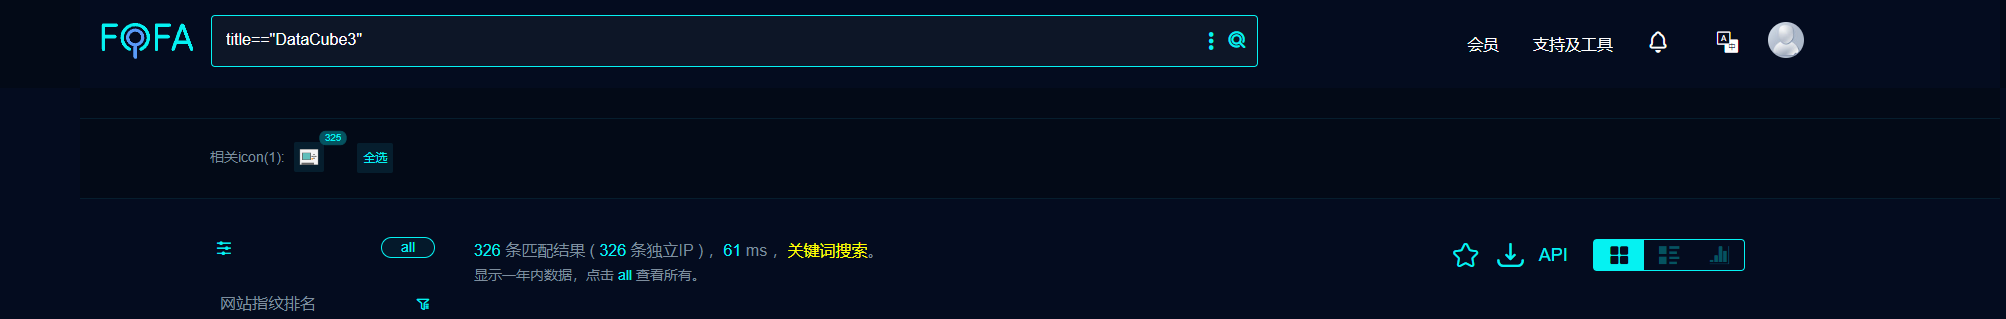 FOFA
title=="DataCube3"
会员
支持及工具
A
中
325
相关icon(1):
全选
all
326 条匹配结果 ( 326 条独立IP ) ， 61 ms ， 关键词搜索。
API
显示一年内数据，点击 all 查看所有。
网站指纹排名